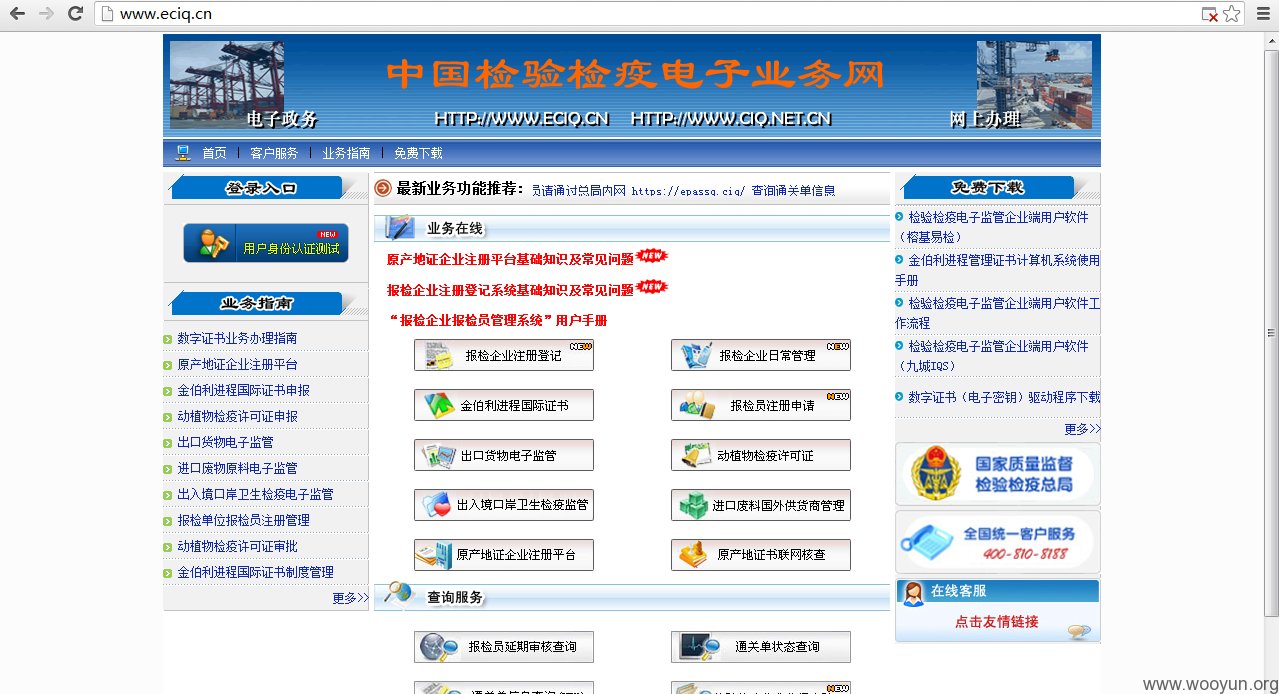 www.eciq.cn
中国检验检疫电子业务网
电子政务
HTTP://WWW.ECIQ.CN HTTP://WWW.CIQ.NET.CN
网上办理
首页 | 客户服务 | 业务指南 | 免费下载
登录入口
NEW
用户身份认证测试
业务指南
数字证书业务办理指南
原产地证企业注册平台
金伯利进程国际证书申报
动植物检疫许可证申报
出口货物电子监管
进口废物原料电子监管
出入境口岸卫生检疫电子监管
报检单位报检员注册管理
动植物检疫许可证审批
金伯利进程国际证书制度管理
更多>>
最新业务功能推荐：
员请通过总局内网 https://epassq.ciq/ 查询通关单信息
业务在线
原产地证企业注册平台基础知识及常见问题 NEW
报检企业注册登记系统基础知识及常见问题 NEW
“报检企业报检员管理系统”用户手册
报检企业注册登记 NEW
报检企业日常管理 NEW
金伯利进程国际证书
报检员注册申请 NEW
出口货物电子监管
动植物检疫许可证
出入境口岸卫生检疫监管
进口废料国外供货商管理
原产地证企业注册平台
原产地证书联网核查
查询服务
报检员延期审核查询
通关单状态查询
NEW
免费下载
检验检疫电子监管企业端用户软件
（榕基易检）
金伯利进程管理证书计算机系统使用
手册
检验检疫电子监管企业端用户软件工
作流程
检验检疫电子监管企业端用户软件
（九城IQS）
数字证书（电子密钥）驱动程序下载
更多>>
国家质量监督
检验检疫总局
全国统一客户服务
400-810-8188
在线客服
点击友情链接
www.wooyun.org